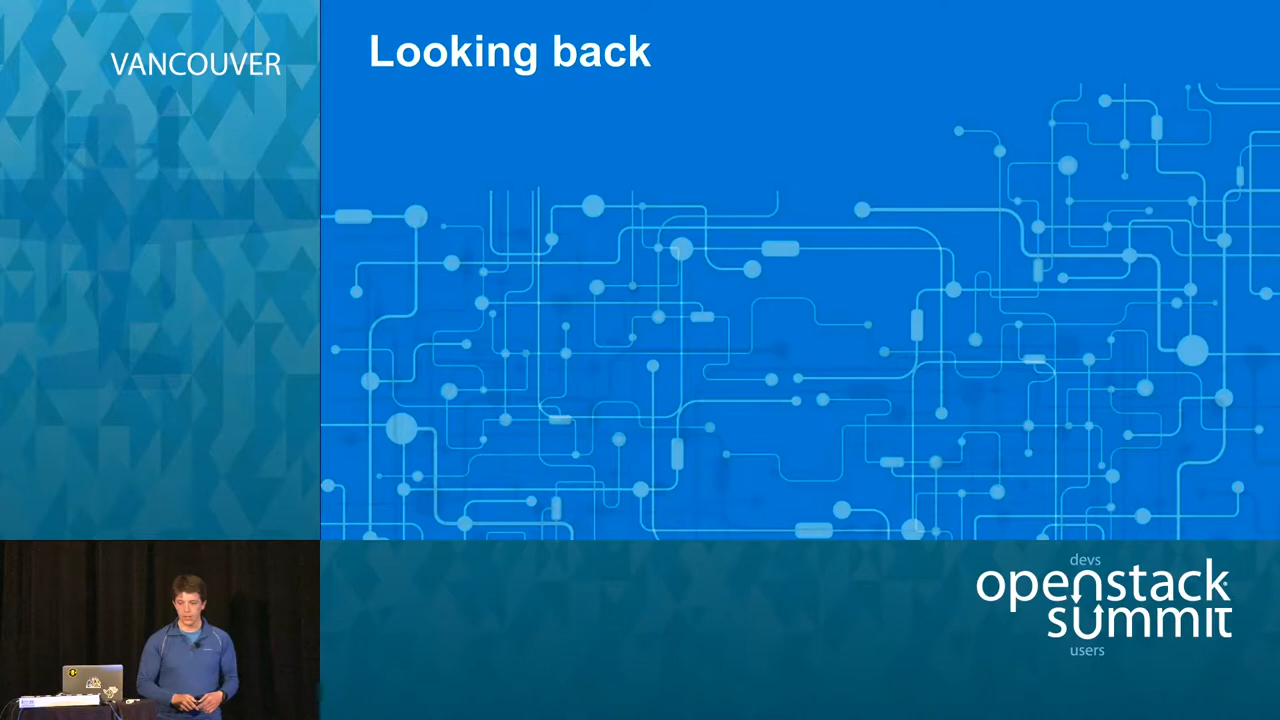 VANCOUVER
Looking back
devs
openstack
summit
users